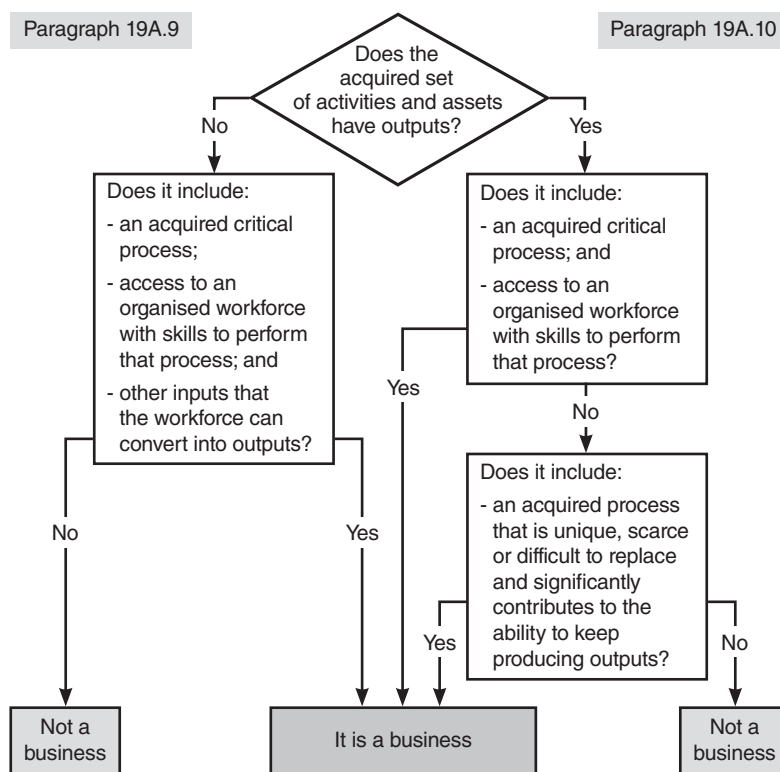 Paragraph 19A.9
Paragraph 19A.10
Does the
acquired set
of activities and assets
have outputs?
No
Yes
Does it include:
- an acquired critical
process;
- access to an
organised workforce
with skills to perform
that process; and
- other inputs that
the workforce can
convert into outputs?
Does it include:
- an acquired critical
process; and
- access to an
organised workforce
with skills to perform
that process?
Yes
No
Does it include:
- an acquired process
that is unique, scarce
or difficult to replace
and significantly
contributes to the
ability to keep
producing outputs?
No
Yes
Yes
No
Not a
business
It is a business
Not a
business